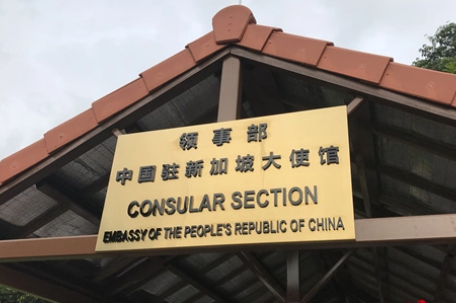 领事部
中国驻新加坡大使馆
CONSULAR SECTION
EMBASSY OF THE PEOPLE'S REPUBLIC OF CHINA